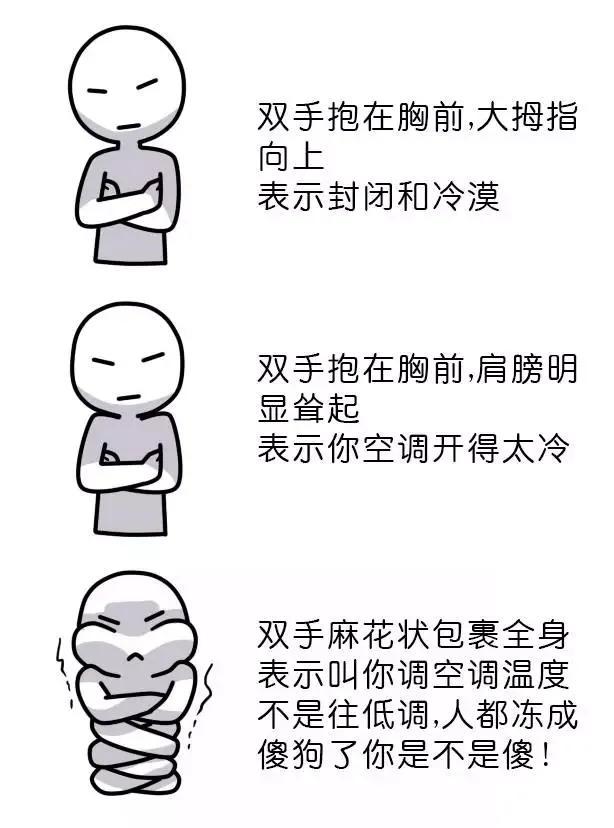 双手抱在胸前,大拇指
向上
表示封闭和冷漠
双手抱在胸前,肩膀明
显耸起
表示你空调开得太冷
双手麻花状包裹全身
表示叫你调空调温度
不是往低调,人都冻成
傻狗了你是不是傻!